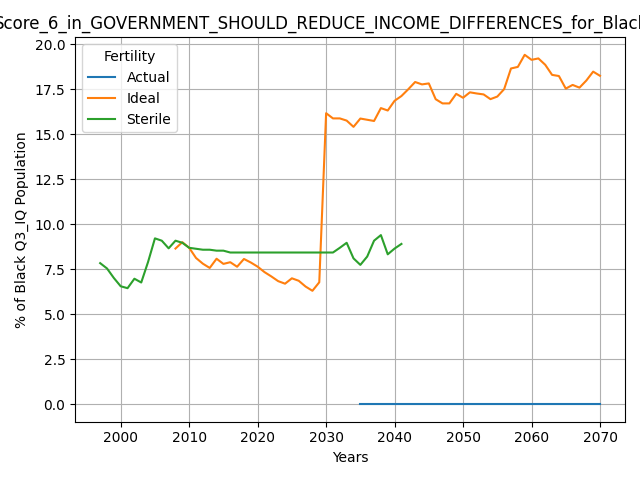 Score_6_in_GOVERNMENT_SHOULD_REDUCE_INCOME_DIFFERENCES_for_Black
Fertility
Actual
Ideal
Sterile
% of Black Q3_IQ Population
20.0
17.5
15.0
12.5
10.0
7.5
5.0
2.5
0.0
2000 2010 2020 2030 2040 2050 2060 2070
Years